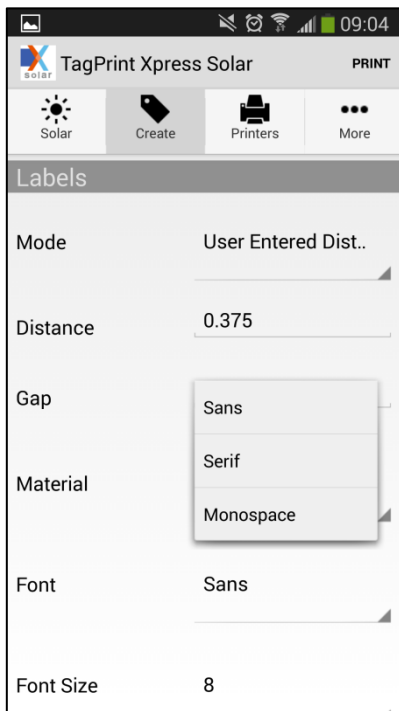 09:04
X
solar
TagPrint Xpress Solar
PRINT
Solar
Create
Printers
More
Labels
Mode
User Entered Dist..
Distance
0.375
Gap
Sans
Serif
Material
Monospace
Font
Sans
Font Size
8